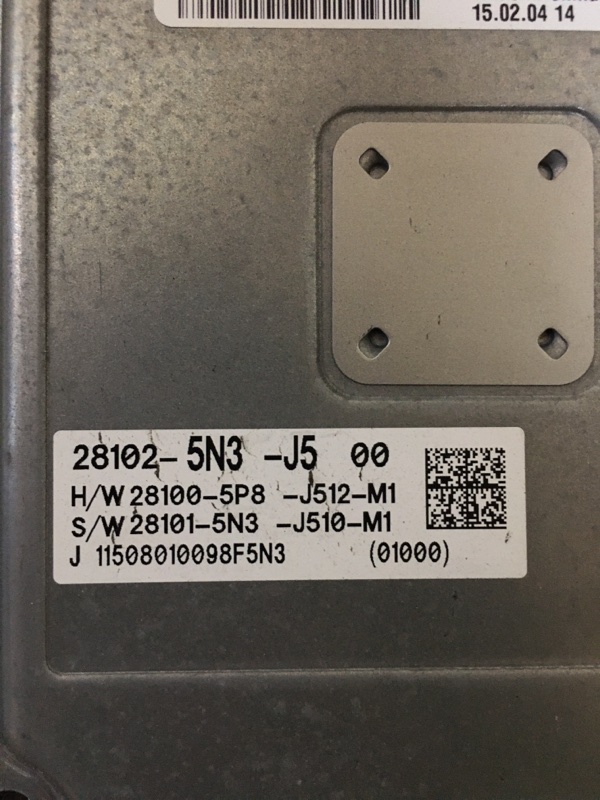 15.02.04 14
28102-5N3 -J5 00
H/W 28100-5P8 -J512-M1
S/W 28101-5N3 -J510-M1
J 11508010098F5N3 (01000)